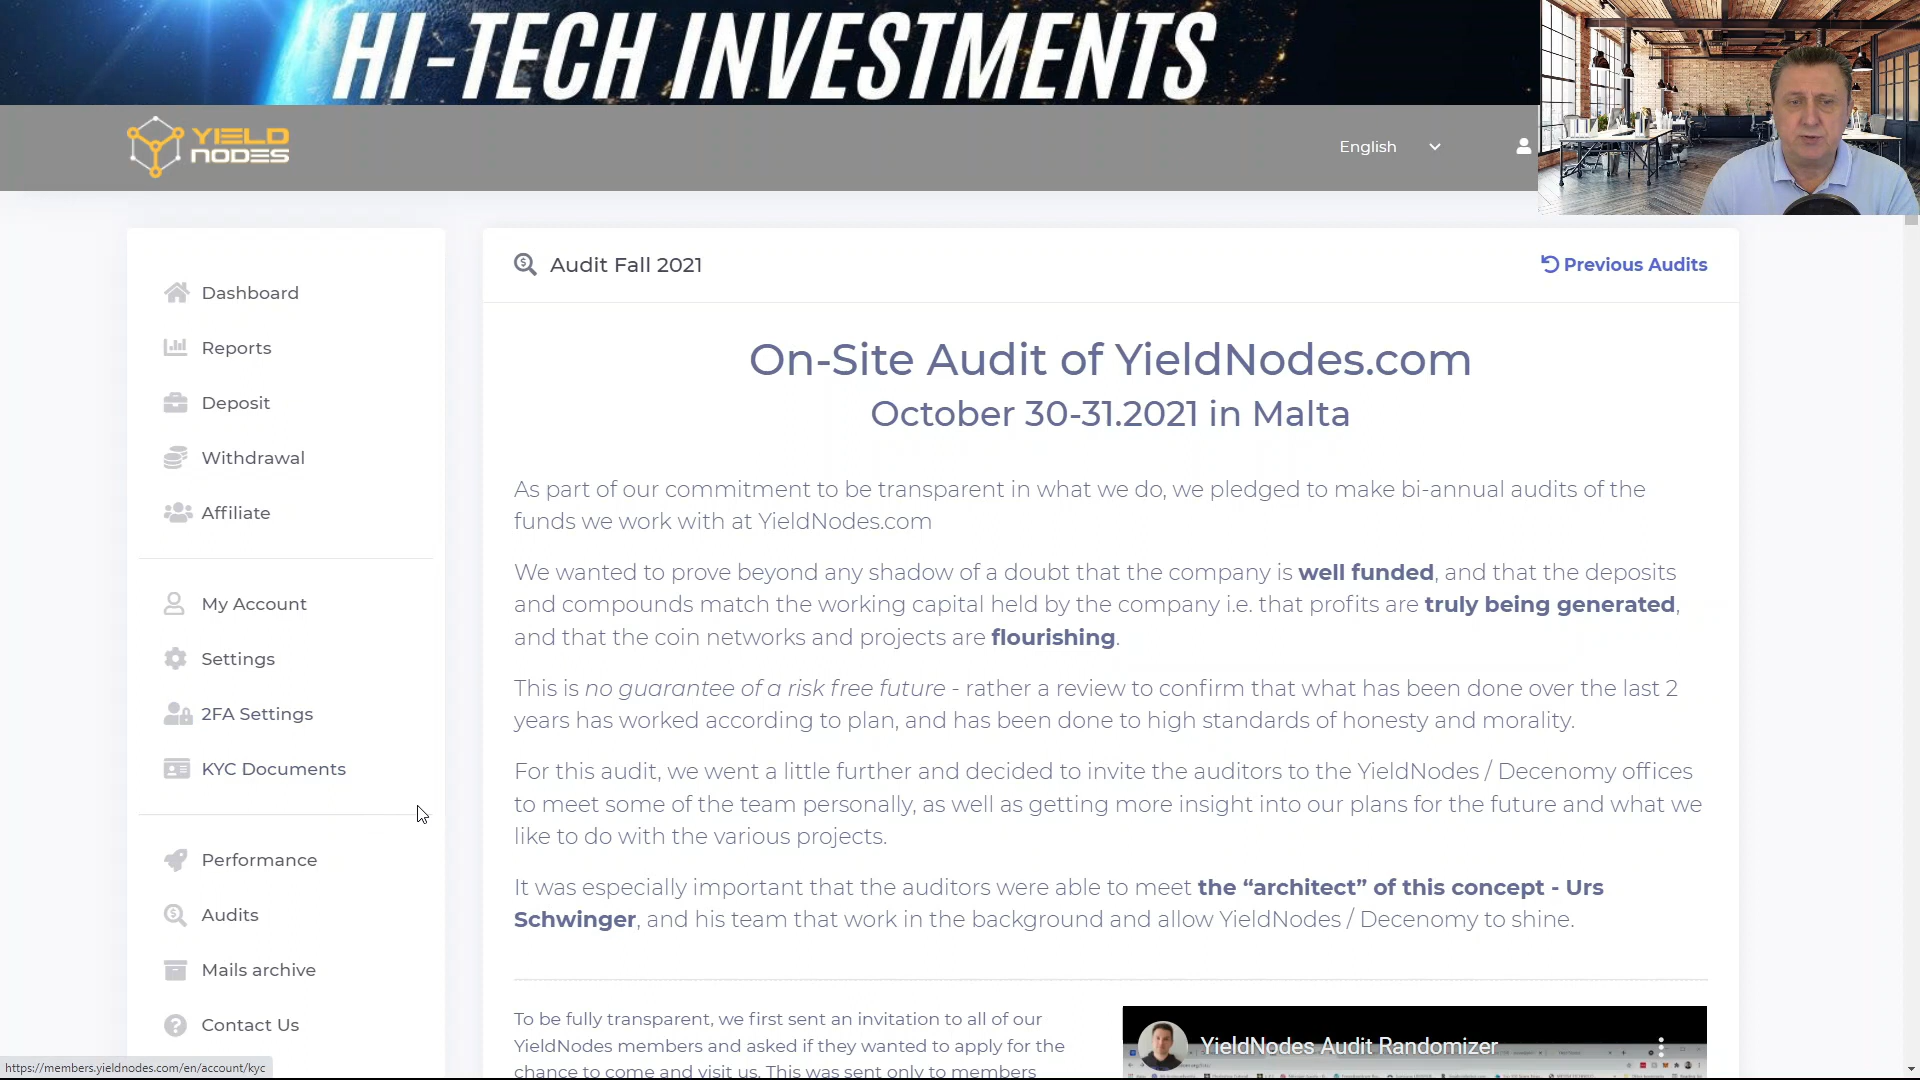 HI-TECH INVESTMENTS
YIELD
NODES
English
Dashboard
Reports
Deposit
Withdrawal
Affiliate
My Account
Settings
2FA Settings
KYC Documents
Performance
Audits
Mails archive
Contact Us
Audit Fall 2021
Previous Audits
On-Site Audit of YieldNodes.com
October 30-31.2021 in Malta
As part of our commitment to be transparent in what we do, we pledged to make bi-annual audits of the
funds we work with at YieldNodes.com
We wanted to prove beyond any shadow of a doubt that the company is well funded, and that the deposits
and compounds match the working capital held by the company i.e. that profits are truly being generated,
and that the coin networks and projects are flourishing.
This is no guarantee of a risk free future - rather a review to confirm that what has been done over the last 2
years has worked according to plan, and has been done to high standards of honesty and morality.
For this audit, we went a little further and decided to invite the auditors to the YieldNodes / Decenomy offices
to meet some of the team personally, as well as getting more insight into our plans for the future and what we
like to do with the various projects.
It was especially important that the auditors were able to meet the “architect” of this concept - Urs
Schwinger, and his team that work in the background and allow YieldNodes / Decenomy to shine.
To be fully transparent, we first sent an invitation to all of our
YieldNodes members and asked if they wanted to apply for the
chance to come and visit us. This was sent only to members
YieldNodes Audit Randomizer
https://members.yieldnodes.com/en/account/kyc